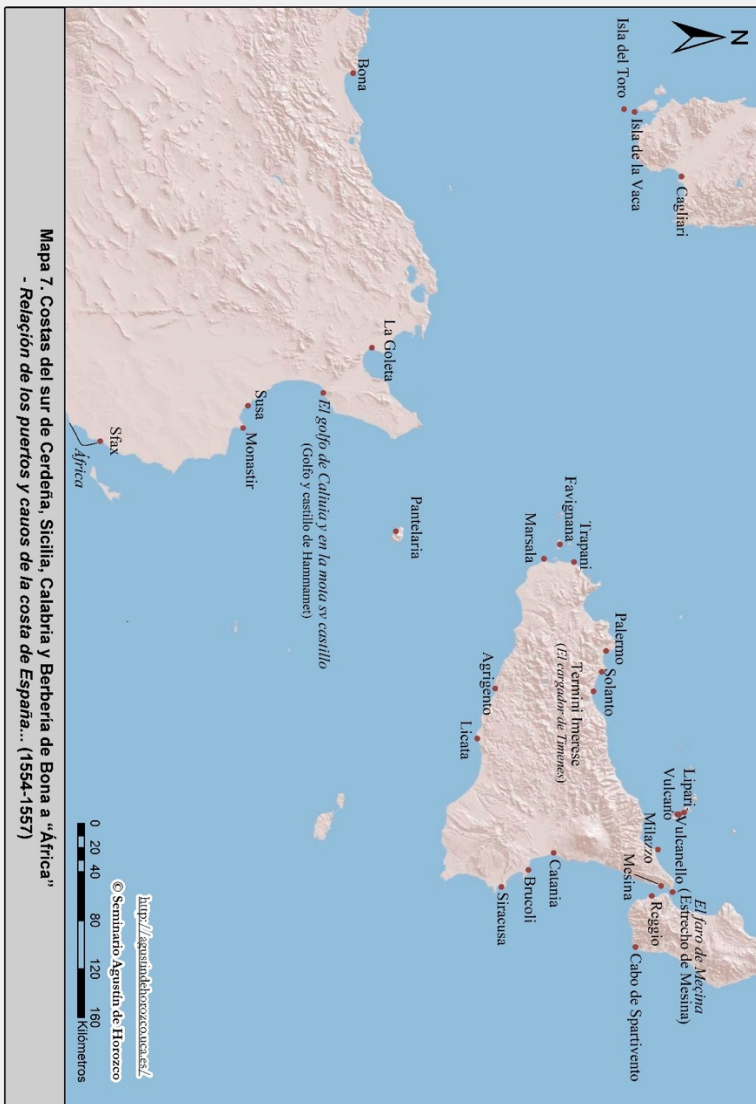 N
Isla del Toro
Isla de la Vaca
Cagliari
Bona
La Goleta
El golfo de Caliuia y en la mota sv castillo
(Golfo y castillo de Hammamet)
Susa
Monastir
Sfax
África
Pantelaria
Favignana
Trapani
Marsala
Palermo
Solanto
Termini Imerese
(El cargador de Timenes)
Agrigento
Licata
Lipari
Vulcano
Vulcanello
Milazzo
Mesina
El faro de Meçina
(Estrecho de Mesina)
Reggio
Cabo de Spartivento
Catania
Brucoli
Siracusa
0 20 40 80 120 160
Kilómetros
http://agustindehorozco.uca.es/
© Seminario Agustín de Horozco
Mapa 7. Costas del sur de Cerdeña, Sicilia, Calabria y Berbería de Bona a “África”
- Relaçión de los puertos y cauos de la costa de España... (1554-1557)